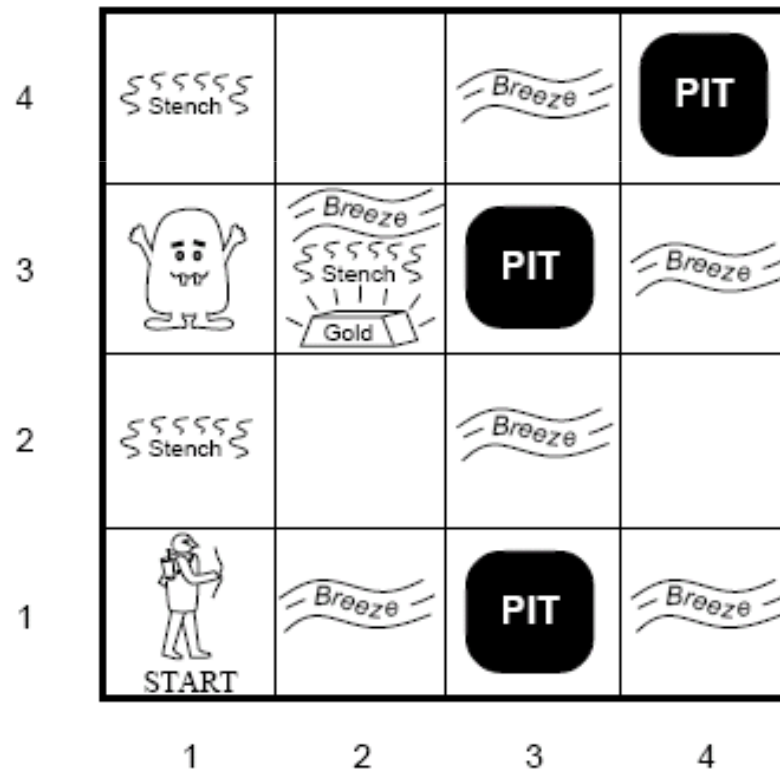 4
Stench
Breeze
PIT
3
Breeze
Stench
Gold
PIT
Breeze
2
Stench
Breeze
1
START
Breeze
PIT
Breeze
1 2 3 4